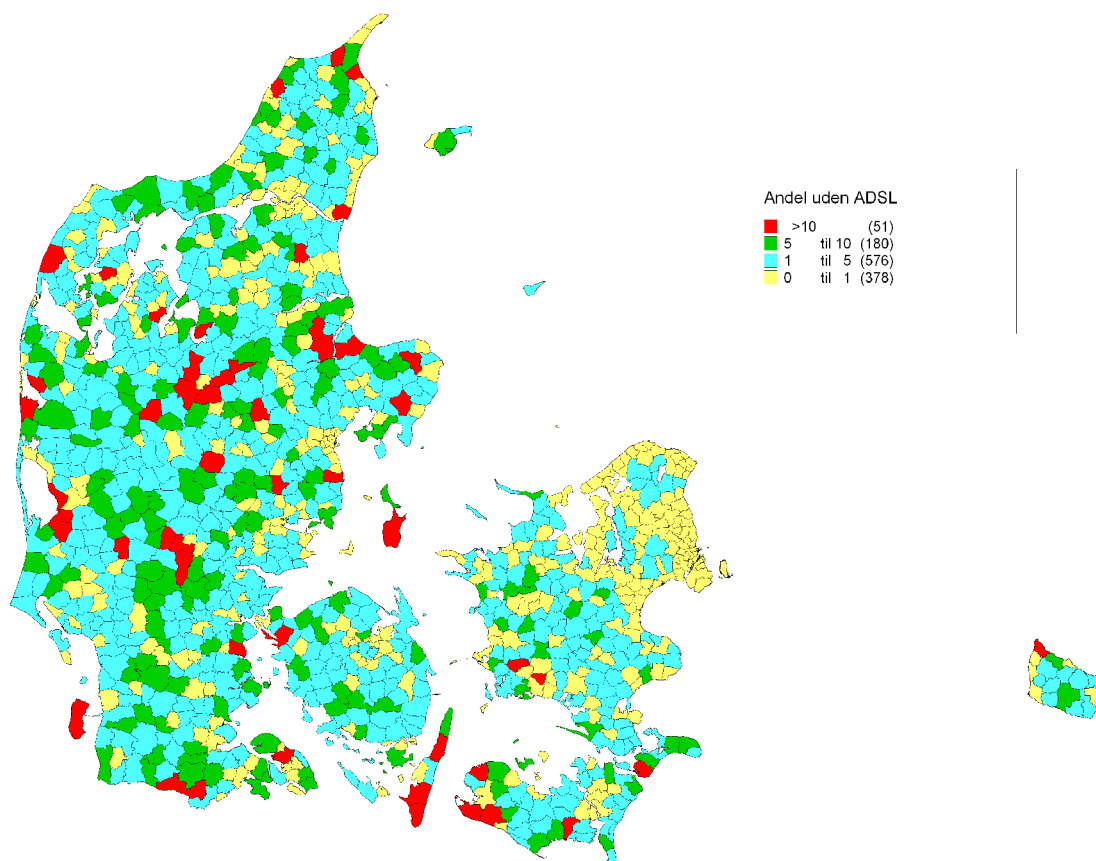 Andel uden ADSL
>10 (51)
5 til 10 (180)
1 til 5 (576)
0 til 1 (378)